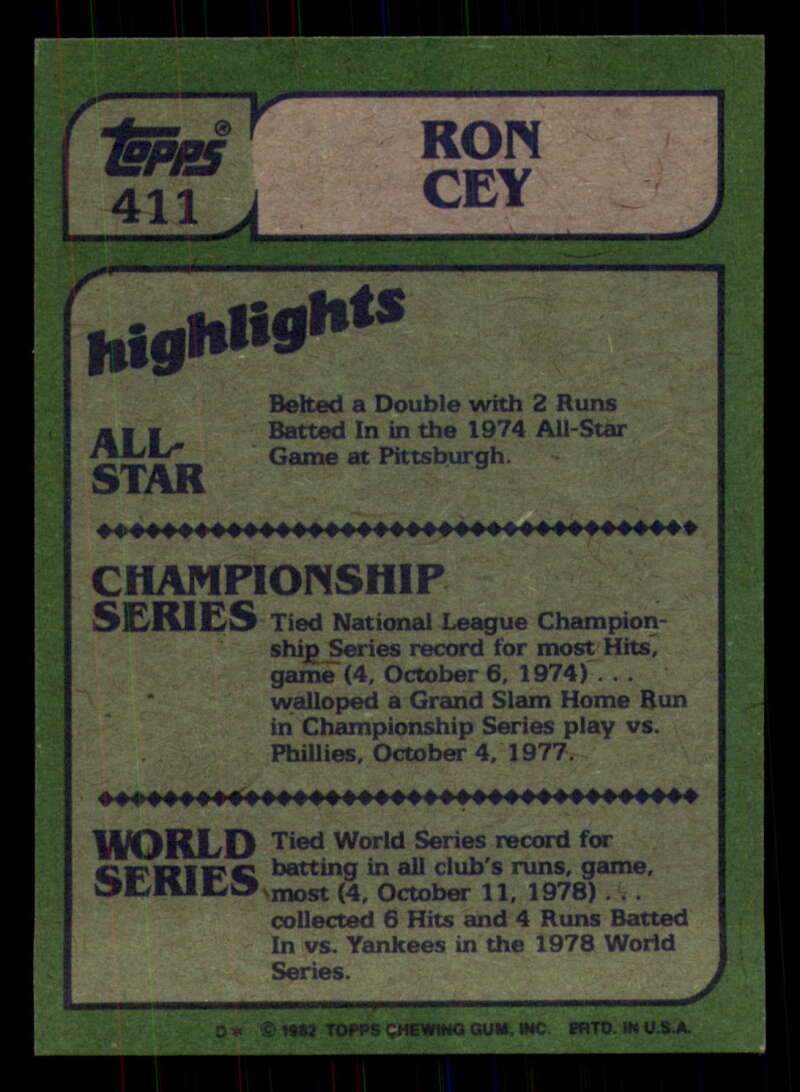 Topps®
411
RON
CEY
highlights
ALL-
STAR
Belted a Double with 2 Runs
Batted In in the 1974 All-Star
Game at Pittsburgh.
CHAMPIONSHIP
SERIES
Tied National League Champion-
ship Series record for most Hits,
game (4, October 6, 1974) . . .
walloped a Grand Slam Home Run
in Championship Series play vs.
Phillies, October 4, 1977.
WORLD
SERIES
Tied World Series record for
batting in all club's runs, game,
most (4, October 11, 1978) . . .
collected 6 Hits and 4 Runs Batted
In vs. Yankees in the 1978 World
Series.
D* © 1982 TOPPS CHEWING GUM, INC. PRTD. IN U.S.A.